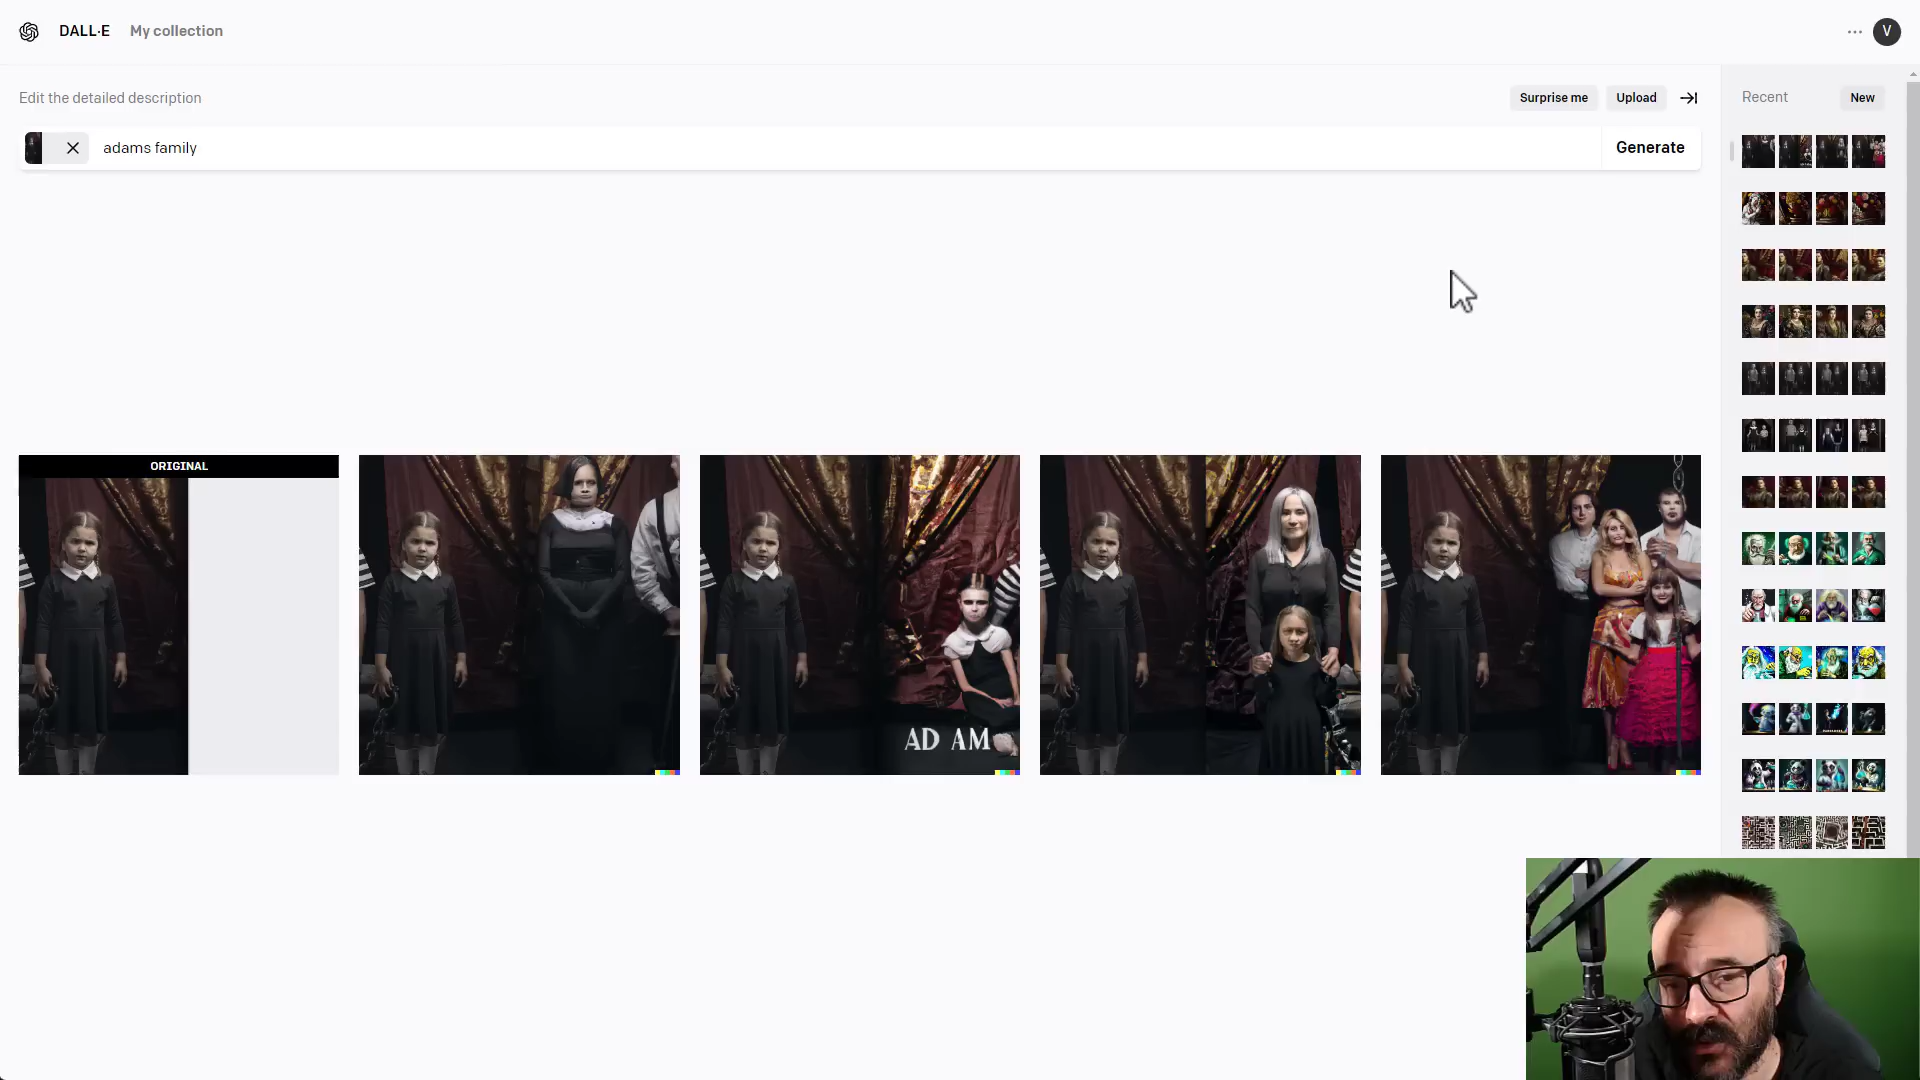 DALL·E My collection
... V
Edit the detailed description
Surprise me Upload
Recent New
adams family
Generate
ORIGINAL
AD AM